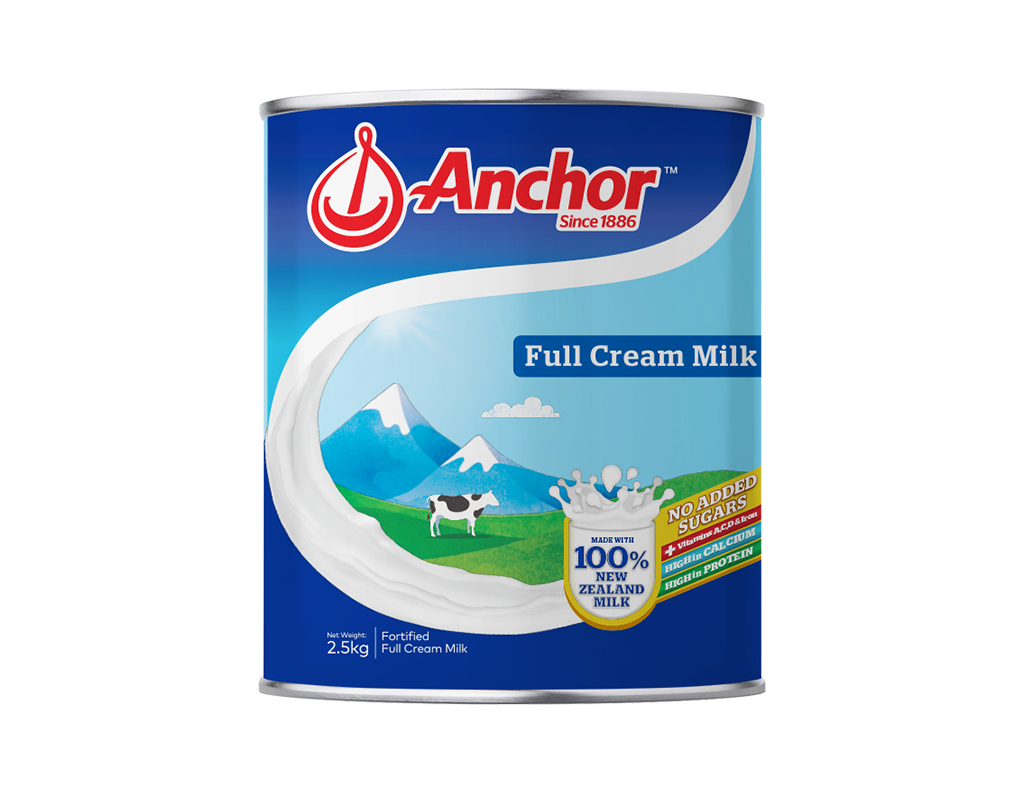 Anchor™
Since 1886
Full Cream Milk
NO ADDED
SUGARS
+ Vitamins A,C,D & Iron
HIGH in CALCIUM
HIGH in PROTEIN
MADE WITH
100%
NEW
ZEALAND
MILK
Net Weight:
2.5kg
Fortified
Full Cream Milk